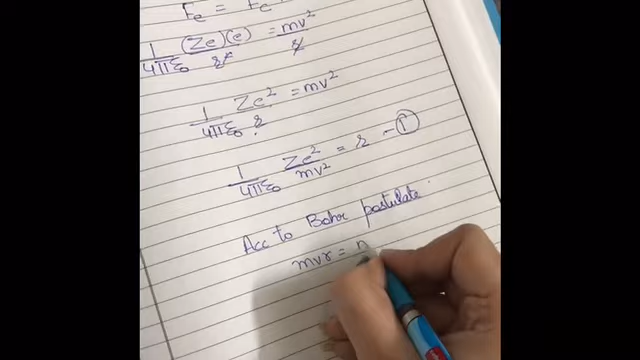 Fe = Fc
1/4πε₀ (Ze)(e)/r² = mv²/r
1/4πε₀ Ze²/r = mv²
1/4πε₀ Ze²/mv² = r - ①
Acc to Bohr postulate
mvr = n